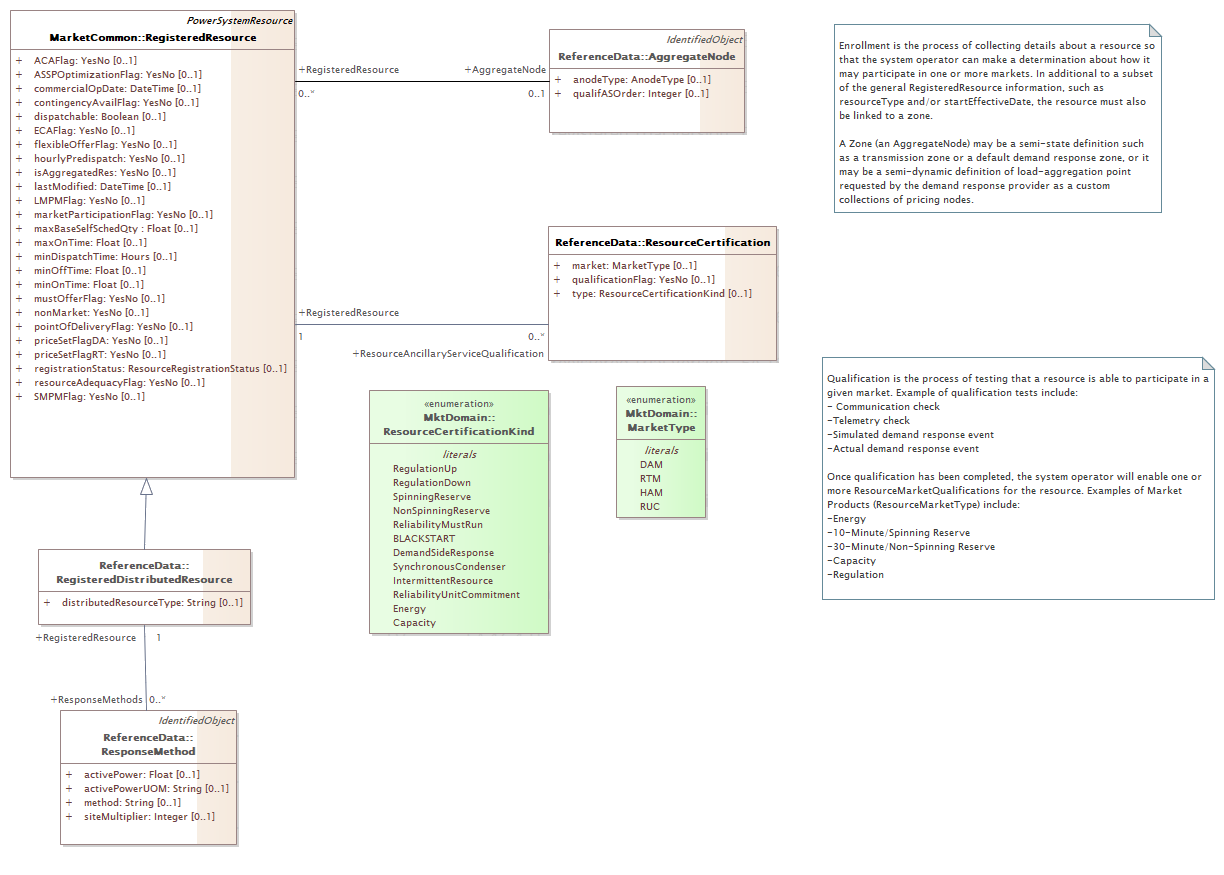 PowerSystemResource
MarketCommon::RegisteredResource
+ ACAFlag: YesNo [0..1]
+ ASSPOptimizationFlag: YesNo [0..1]
+ commercialOpDate: DateTime [0..1]
+ contingencyAvailFlag: YesNo [0..1]
+ dispatchable: Boolean [0..1]
+ ECAFlag: YesNo [0..1]
+ flexibleOfferFlag: YesNo [0..1]
+ hourlyPredispatch: YesNo [0..1]
+ isAggregatedRes: YesNo [0..1]
+ lastModified: DateTime [0..1]
+ LMPMFlag: YesNo [0..1]
+ marketParticipationFlag: YesNo [0..1]
+ maxBaseSelfSchedQty : Float [0..1]
+ maxOnTime: Float [0..1]
+ minDispatchTime: Hours [0..1]
+ minOffTime: Float [0..1]
+ minOnTime: Float [0..1]
+ mustOfferFlag: YesNo [0..1]
+ nonMarket: YesNo [0..1]
+ pointOfDeliveryFlag: YesNo [0..1]
+ priceSetFlagDA: YesNo [0..1]
+ priceSetFlagRT: YesNo [0..1]
+ registrationStatus: ResourceRegistrationStatus [0..1]
+ resourceAdequacyFlag: YesNo [0..1]
+ SMPMFlag: YesNo [0..1]
+RegisteredResource
0..*
+AggregateNode
0..1
IdentifiedObject
ReferenceData::AggregateNode
+ anodeType: AnodeType [0..1]
+ qualifASOrder: Integer [0..1]
Enrollment is the process of collecting details about a resource so
that the system operator can make a determination about how it
may participate in one or more markets. In additional to a subset
of the general RegisteredResource information, such as
resourceType and/or startEffectiveDate, the resource must also
be linked to a zone.
A Zone (an AggregateNode) may be a semi-state definition such
as a transmission zone or a default demand response zone, or it
may be a semi-dynamic definition of load-aggregation point
requested by the demand response provider as a custom
collections of pricing nodes.
ReferenceData::ResourceCertification
+ market: MarketType [0..1]
+ qualificationFlag: YesNo [0..1]
+ type: ResourceCertificationKind [0..1]
+RegisteredResource
1
0..*
+ResourceAncillaryServiceQualification
«enumeration»
MktDomain::
ResourceCertificationKind
literals
RegulationUp
RegulationDown
SpinningReserve
NonSpinningReserve
ReliabilityMustRun
BLACKSTART
DemandSideResponse
SynchronousCondenser
IntermittentResource
ReliabilityUnitCommitment
Energy
Capacity
«enumeration»
MktDomain::
MarketType
literals
DAM
RTM
HAM
RUC
Qualification is the process of testing that a resource is able to participate in a
given market. Example of qualification tests include:
- Communication check
-Telemetry check
-Simulated demand response event
-Actual demand response event
Once qualification has been completed, the system operator will enable one or
more ResourceMarketQualifications for the resource. Examples of Market
Products (ResourceMarketType) include:
-Energy
-10-Minute/Spinning Reserve
-30-Minute/Non-Spinning Reserve
-Capacity
-Regulation
ReferenceData::
RegisteredDistributedResource
+ distributedResourceType: String [0..1]
+RegisteredResource 1
+ResponseMethods 0..*
IdentifiedObject
ReferenceData::
ResponseMethod
+ activePower: Float [0..1]
+ activePowerUOM: String [0..1]
+ method: String [0..1]
+ siteMultiplier: Integer [0..1]